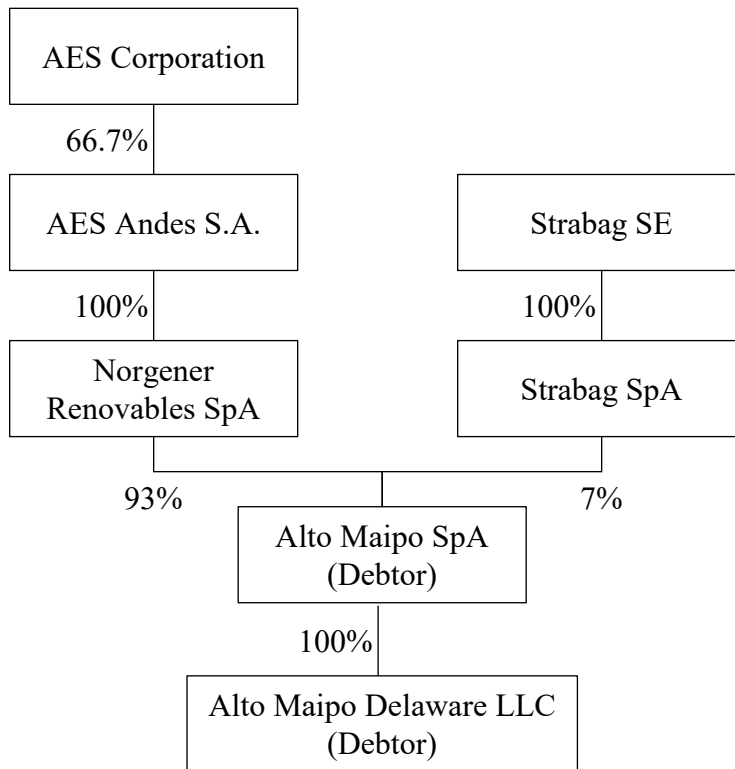 AES Corporation
66.7%
AES Andes S.A.
Strabag SE
100%
100%
Norgener
Renovables SpA
Strabag SpA
93%
7%
Alto Maipo SpA
(Debtor)
100%
Alto Maipo Delaware LLC
(Debtor)